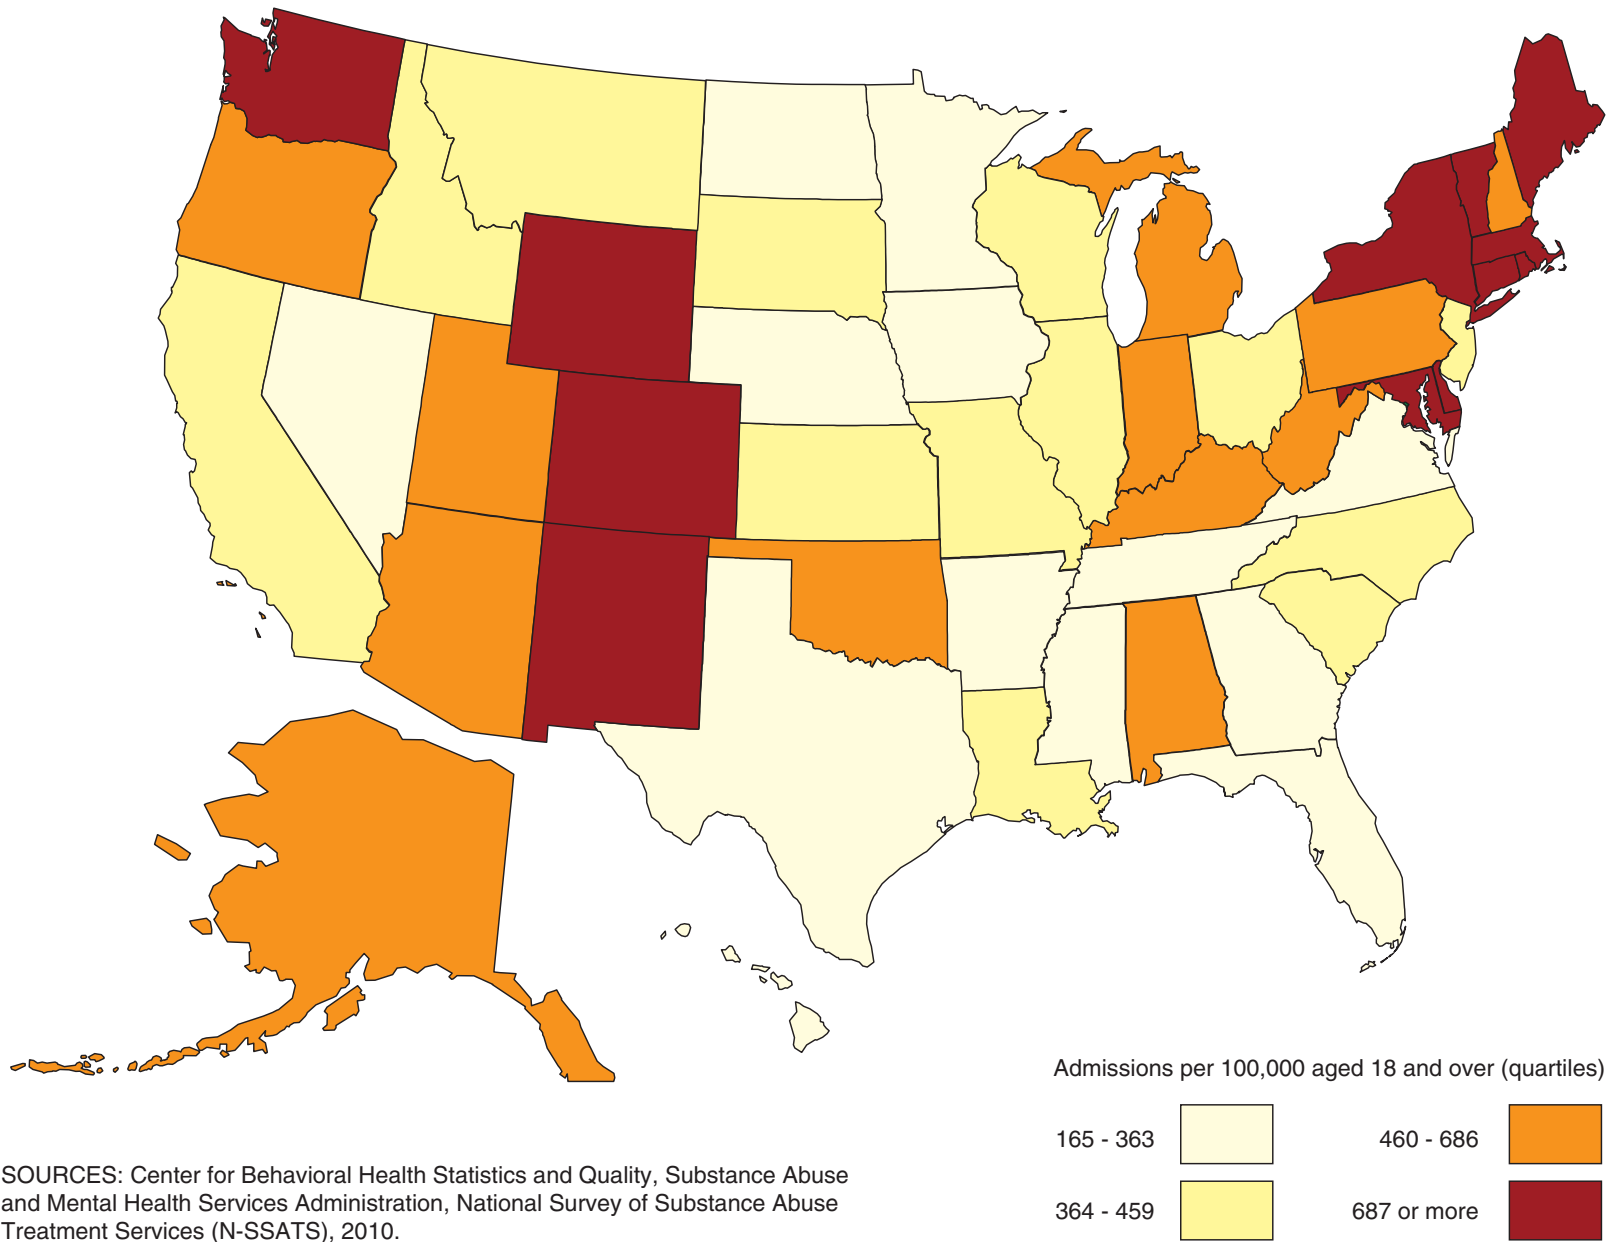 Admissions per 100,000 aged 18 and over (quartiles)
165 - 363
460 - 686
364 - 459
687 or more
SOURCES: Center for Behavioral Health Statistics and Quality, Substance Abuse
and Mental Health Services Administration, National Survey of Substance Abuse
Treatment Services (N-SSATS), 2010.